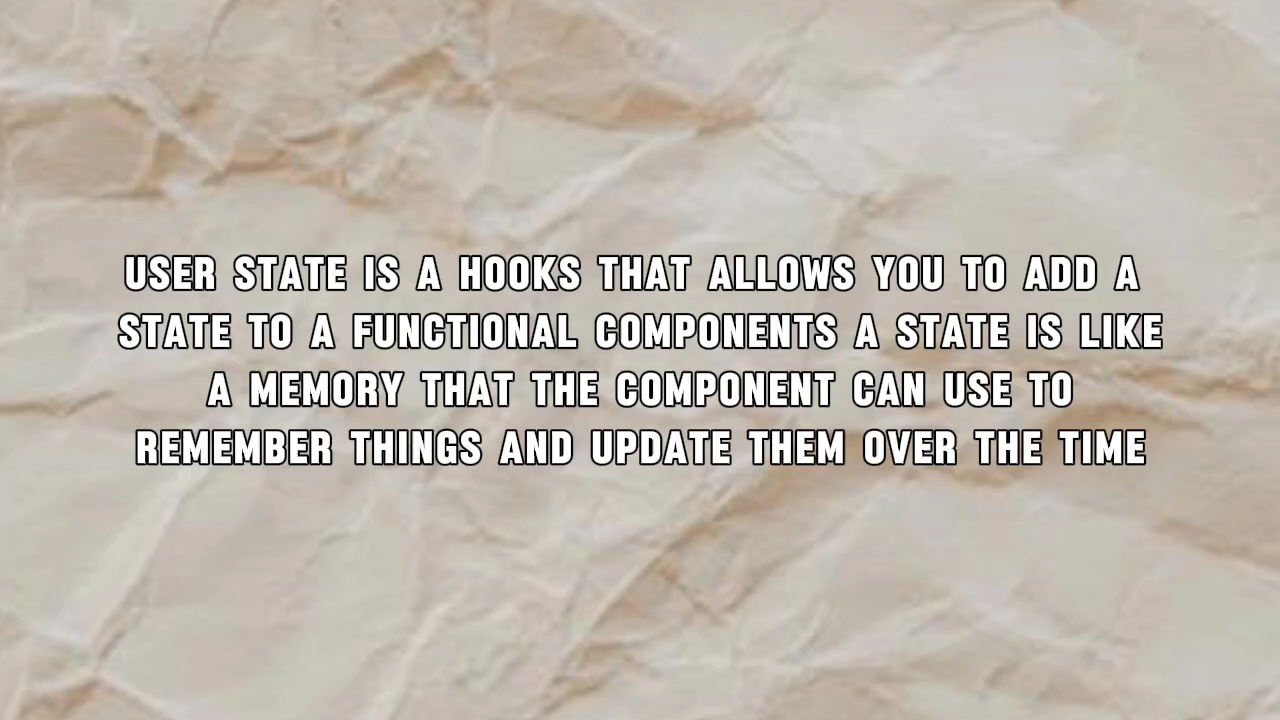 USER STATE IS A HOOKS THAT ALLOWS YOU TO ADD A
STATE TO A FUNCTIONAL COMPONENTS A STATE IS LIKE
A MEMORY THAT THE COMPONENT CAN USE TO
REMEMBER THINGS AND UPDATE THEM OVER THE TIME